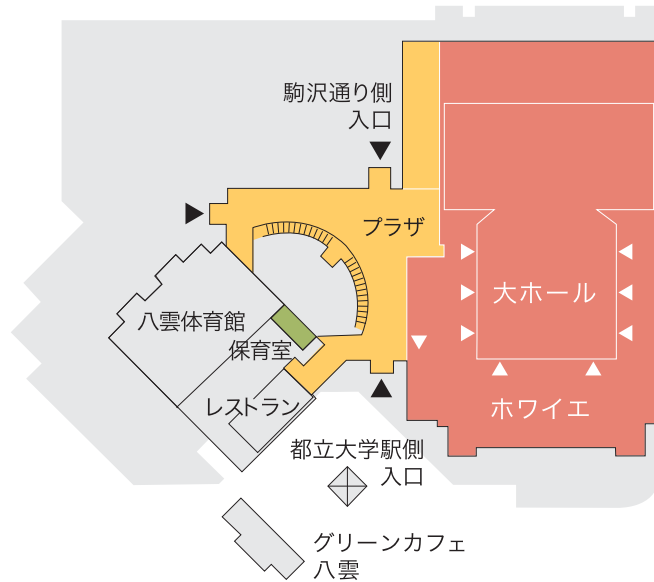 駒沢通り側
入口
プラザ
大ホール
八雲体育館
保育室
レストラン
ホワイエ
都立大学駅側
入口
グリーンカフェ
八雲